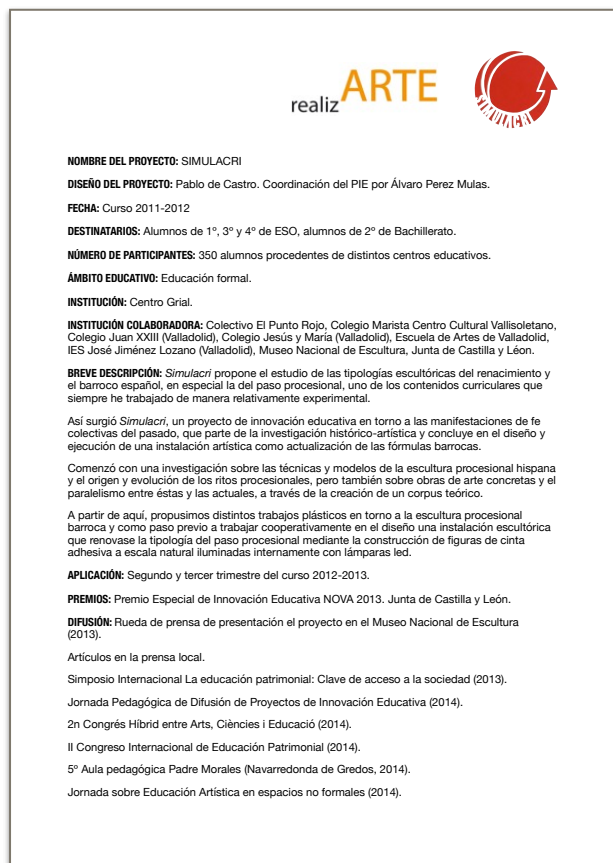 realizARTE
SIMULACRI
NOMBRE DEL PROYECTO: SIMULACRI
DISEÑO DEL PROYECTO: Pablo de Castro. Coordinación del PIE por Álvaro Perez Mulas.
FECHA: Curso 2011-2012
DESTINATARIOS: Alumnos de 1º, 3º y 4º de ESO, alumnos de 2º de Bachillerato.
NÚMERO DE PARTICIPANTES: 350 alumnos procedentes de distintos centros educativos.
ÁMBITO EDUCATIVO: Educación formal.
INSTITUCIÓN: Centro Grial.
INSTITUCIÓN COLABORADORA: Colectivo El Punto Rojo, Colegio Marista Centro Cultural Vallisoletano,
Colegio Juan XXIII (Valladolid), Colegio Jesús y María (Valladolid), Escuela de Artes de Valladolid,
IES José Jiménez Lozano (Valladolid), Museo Nacional de Escultura, Junta de Castilla y Léon.
BREVE DESCRIPCIÓN: Simulacri propone el estudio de las tipologías escultóricas del renacimiento y
el barroco español, en especial la del paso procesional, uno de los contenidos curriculares que
siempre he trabajado de manera relativamente experimental.
Así surgió Simulacri, un proyecto de innovación educativa en torno a las manifestaciones de fe
colectivas del pasado, que parte de la investigación histórico-artística y concluye en el diseño y
ejecución de una instalación artística como actualización de las fórmulas barrocas.
Comenzó con una investigación sobre las técnicas y modelos de la escultura procesional hispana
y el origen y evolución de los ritos procesionales, pero también sobre obras de arte concretas y el
paralelismo entre éstas y las actuales, a través de la creación de un corpus teórico.
A partir de aquí, propusimos distintos trabajos plásticos en torno a la escultura procesional
barroca y como paso previo a trabajar cooperativamente en el diseño una instalación escultórica
que renovase la tipología del paso procesional mediante la construcción de figuras de cinta
adhesiva a escala natural iluminadas internamente con lámparas led.
APLICACIÓN: Segundo y tercer trimestre del curso 2012-2013.
PREMIOS: Premio Especial de Innovación Educativa NOVA 2013. Junta de Castilla y León.
DIFUSIÓN: Rueda de prensa de presentación el proyecto en el Museo Nacional de Escultura
(2013).
Artículos en la prensa local.
Simposio Internacional La educación patrimonial: Clave de acceso a la sociedad (2013).
Jornada Pedagógica de Difusión de Proyectos de Innovación Educativa (2014).
2n Congrés Híbrid entre Arts, Ciències i Educació (2014).
II Congreso Internacional de Educación Patrimonial (2014).
5º Aula pedagógica Padre Morales (Navarredonda de Gredos, 2014).
Jornada sobre Educación Artística en espacios no formales (2014).